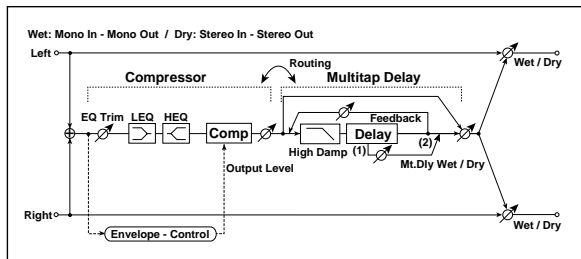 Wet: Mono In - Mono Out / Dry: Stereo In - Stereo Out
Left
Wet / Dry
Routing
Compressor
Multitap Delay
EQ Trim
LEQ
HEQ
Comp
Feedback
High Damp
Delay
(1)
(2)
Output Level
Mt.Dly Wet / Dry
Right
Envelope - Control
Wet / Dry